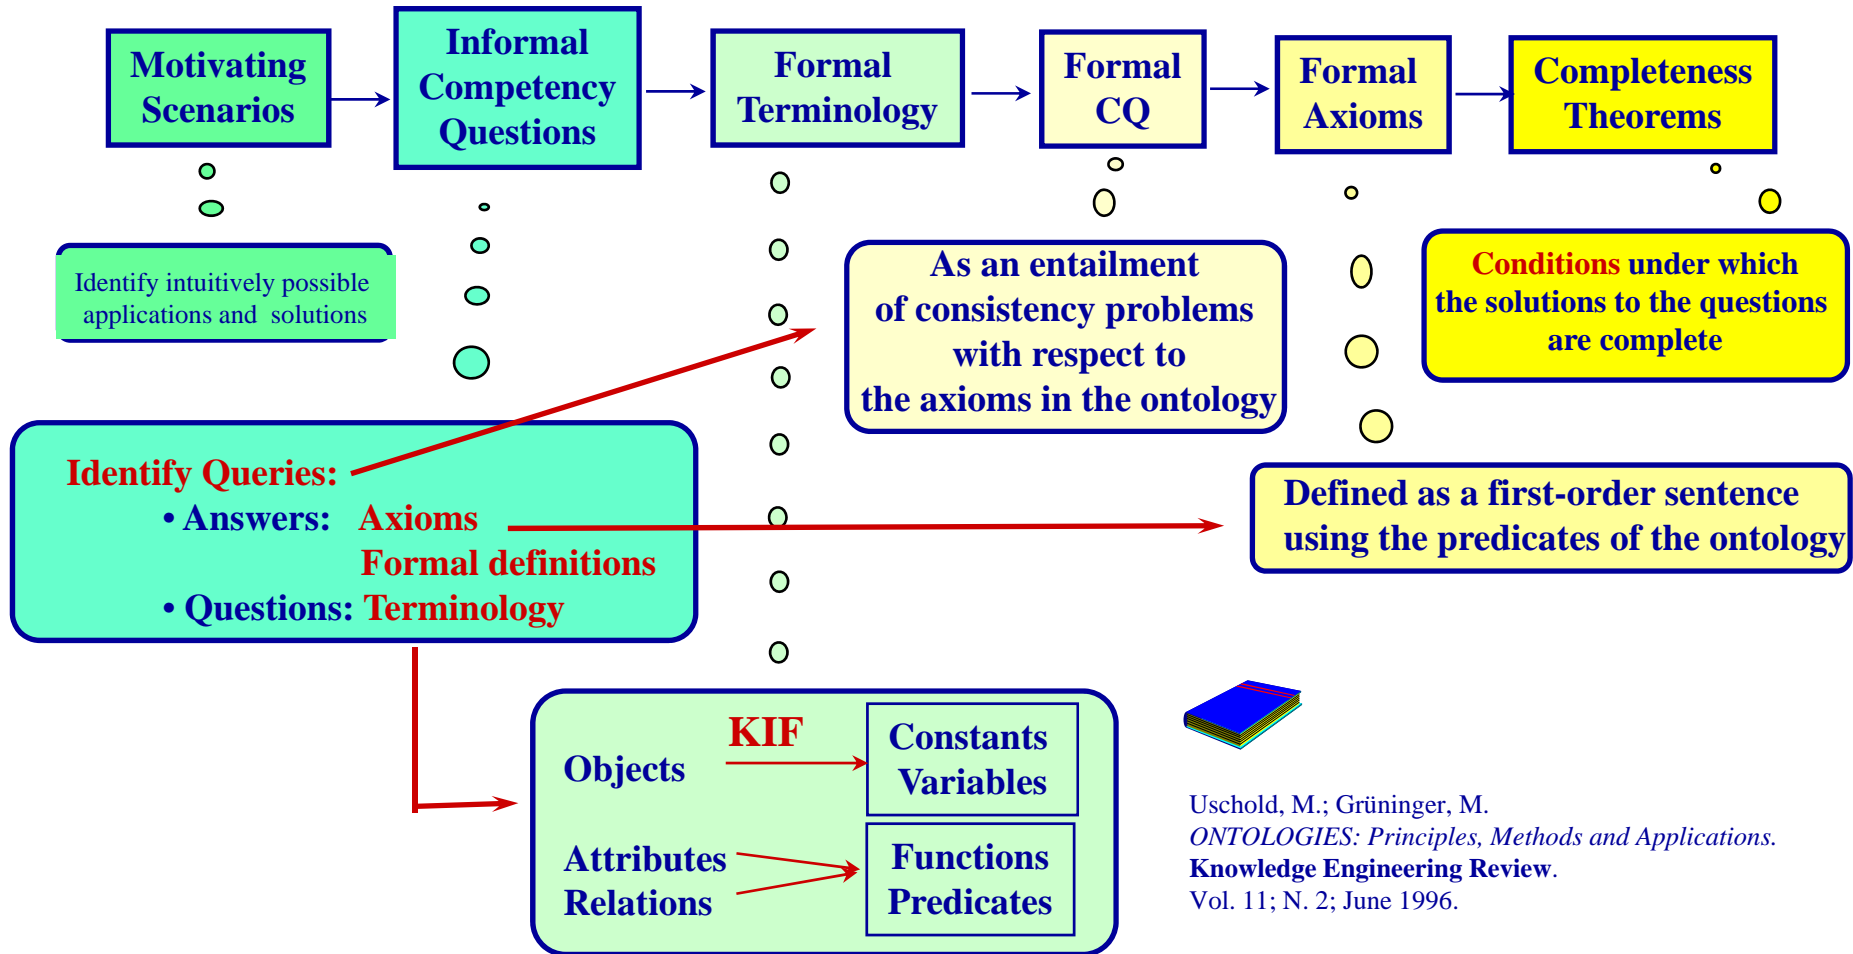 Motivating
Scenarios
Informal
Competency
Questions
Formal
Terminology
Formal
CQ
Formal
Axioms
Completeness
Theorems
Identify intuitively possible
applications and solutions
As an entailment
of consistency problems
with respect to
the axioms in the ontology
Conditions under which
the solutions to the questions
are complete
Identify Queries:
• Answers: Axioms
Formal definitions
• Questions: Terminology
Defined as a first-order sentence
using the predicates of the ontology
KIF
Objects
Constants
Variables
Attributes
Relations
Functions
Predicates
Uschold, M.; Grüninger, M.
ONTOLOGIES: Principles, Methods and Applications.
Knowledge Engineering Review.
Vol. 11; N. 2; June 1996.